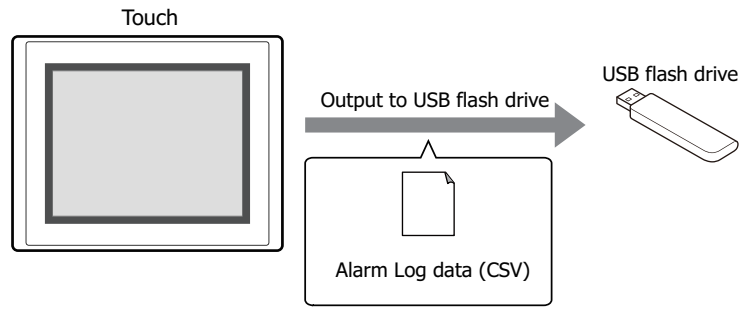 Touch
USB flash drive
Output to USB flash drive
Alarm Log data (CSV)